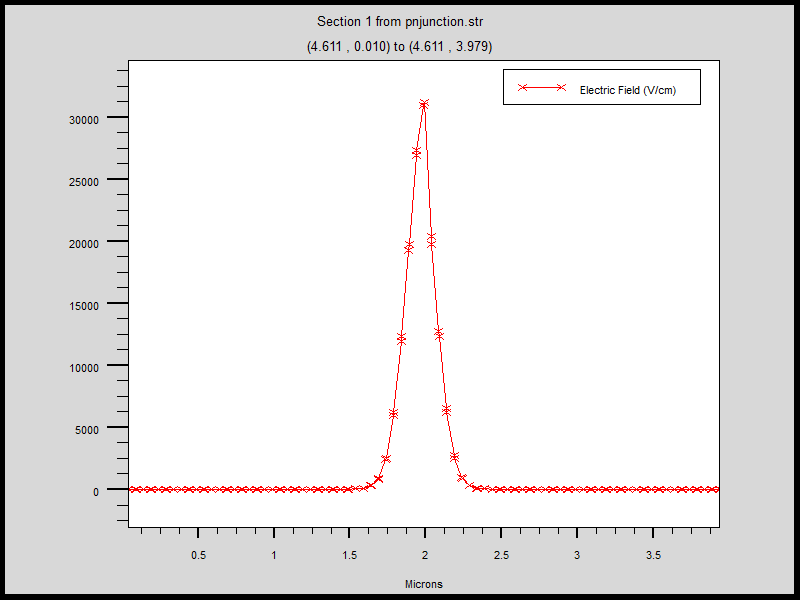 Section 1 from pnjunction.str
(4.611 , 0.010) to (4.611 , 3.979)
Electric Field (V/cm)
30000
25000
20000
15000
10000
5000
0
0.5 1 1.5 2 2.5 3 3.5
Microns